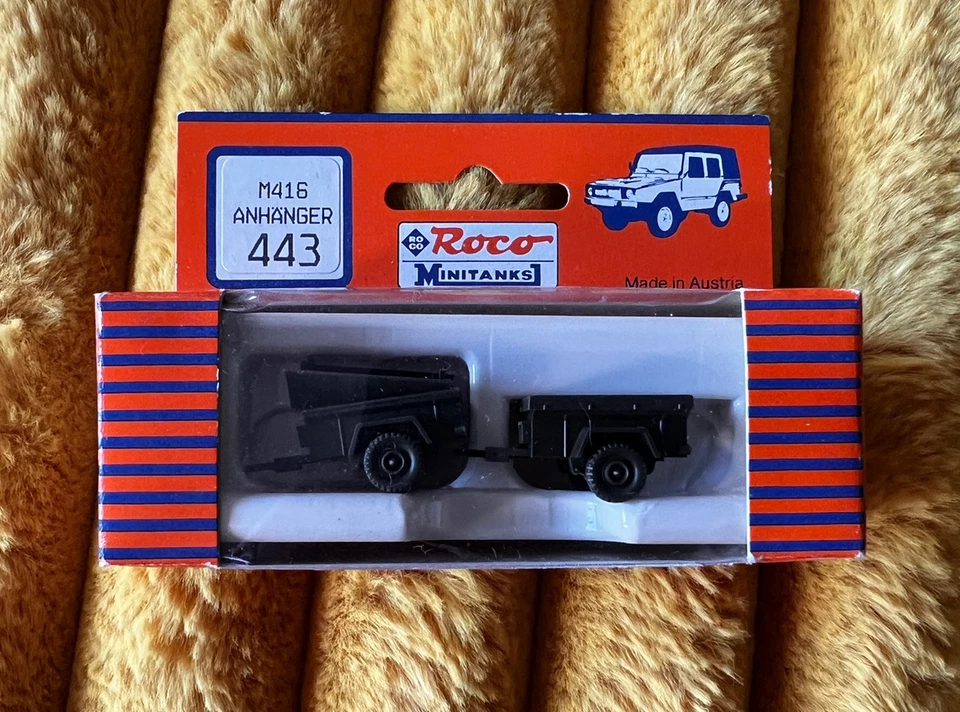 M416
ANHÄNGER
443
RO
CO
Roco
MINITANKS
Made in Austria